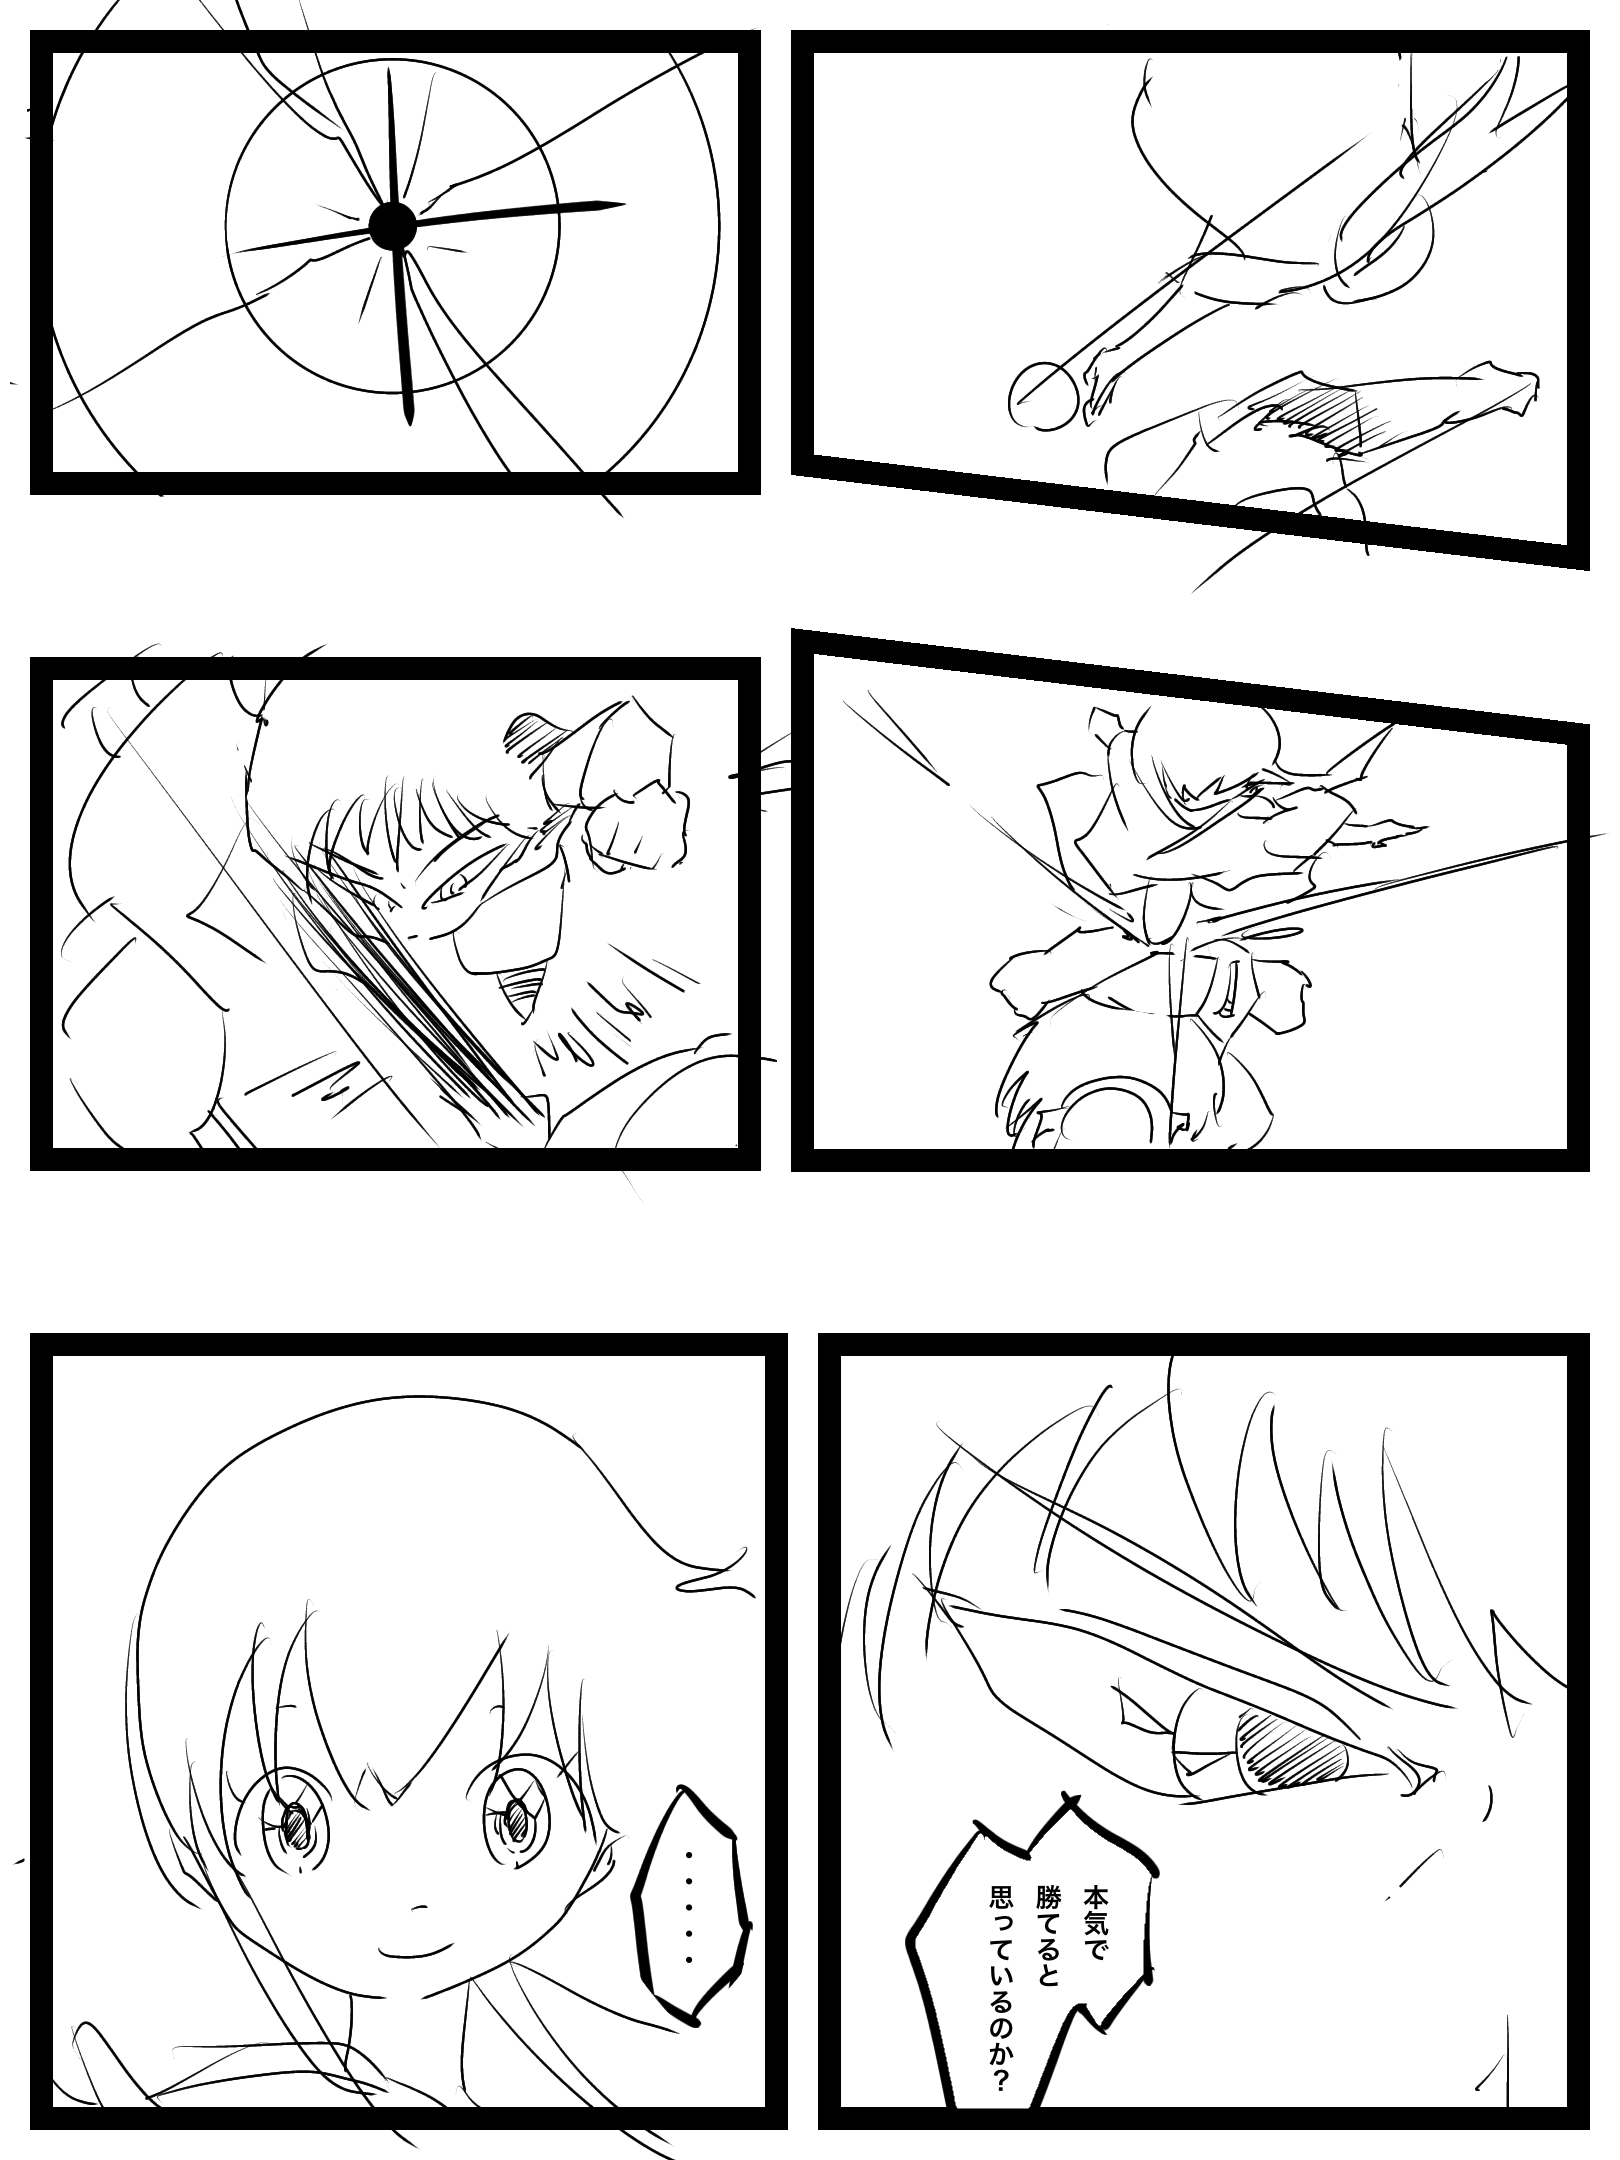 本気で
勝てると
思っているのか？
・・・・・